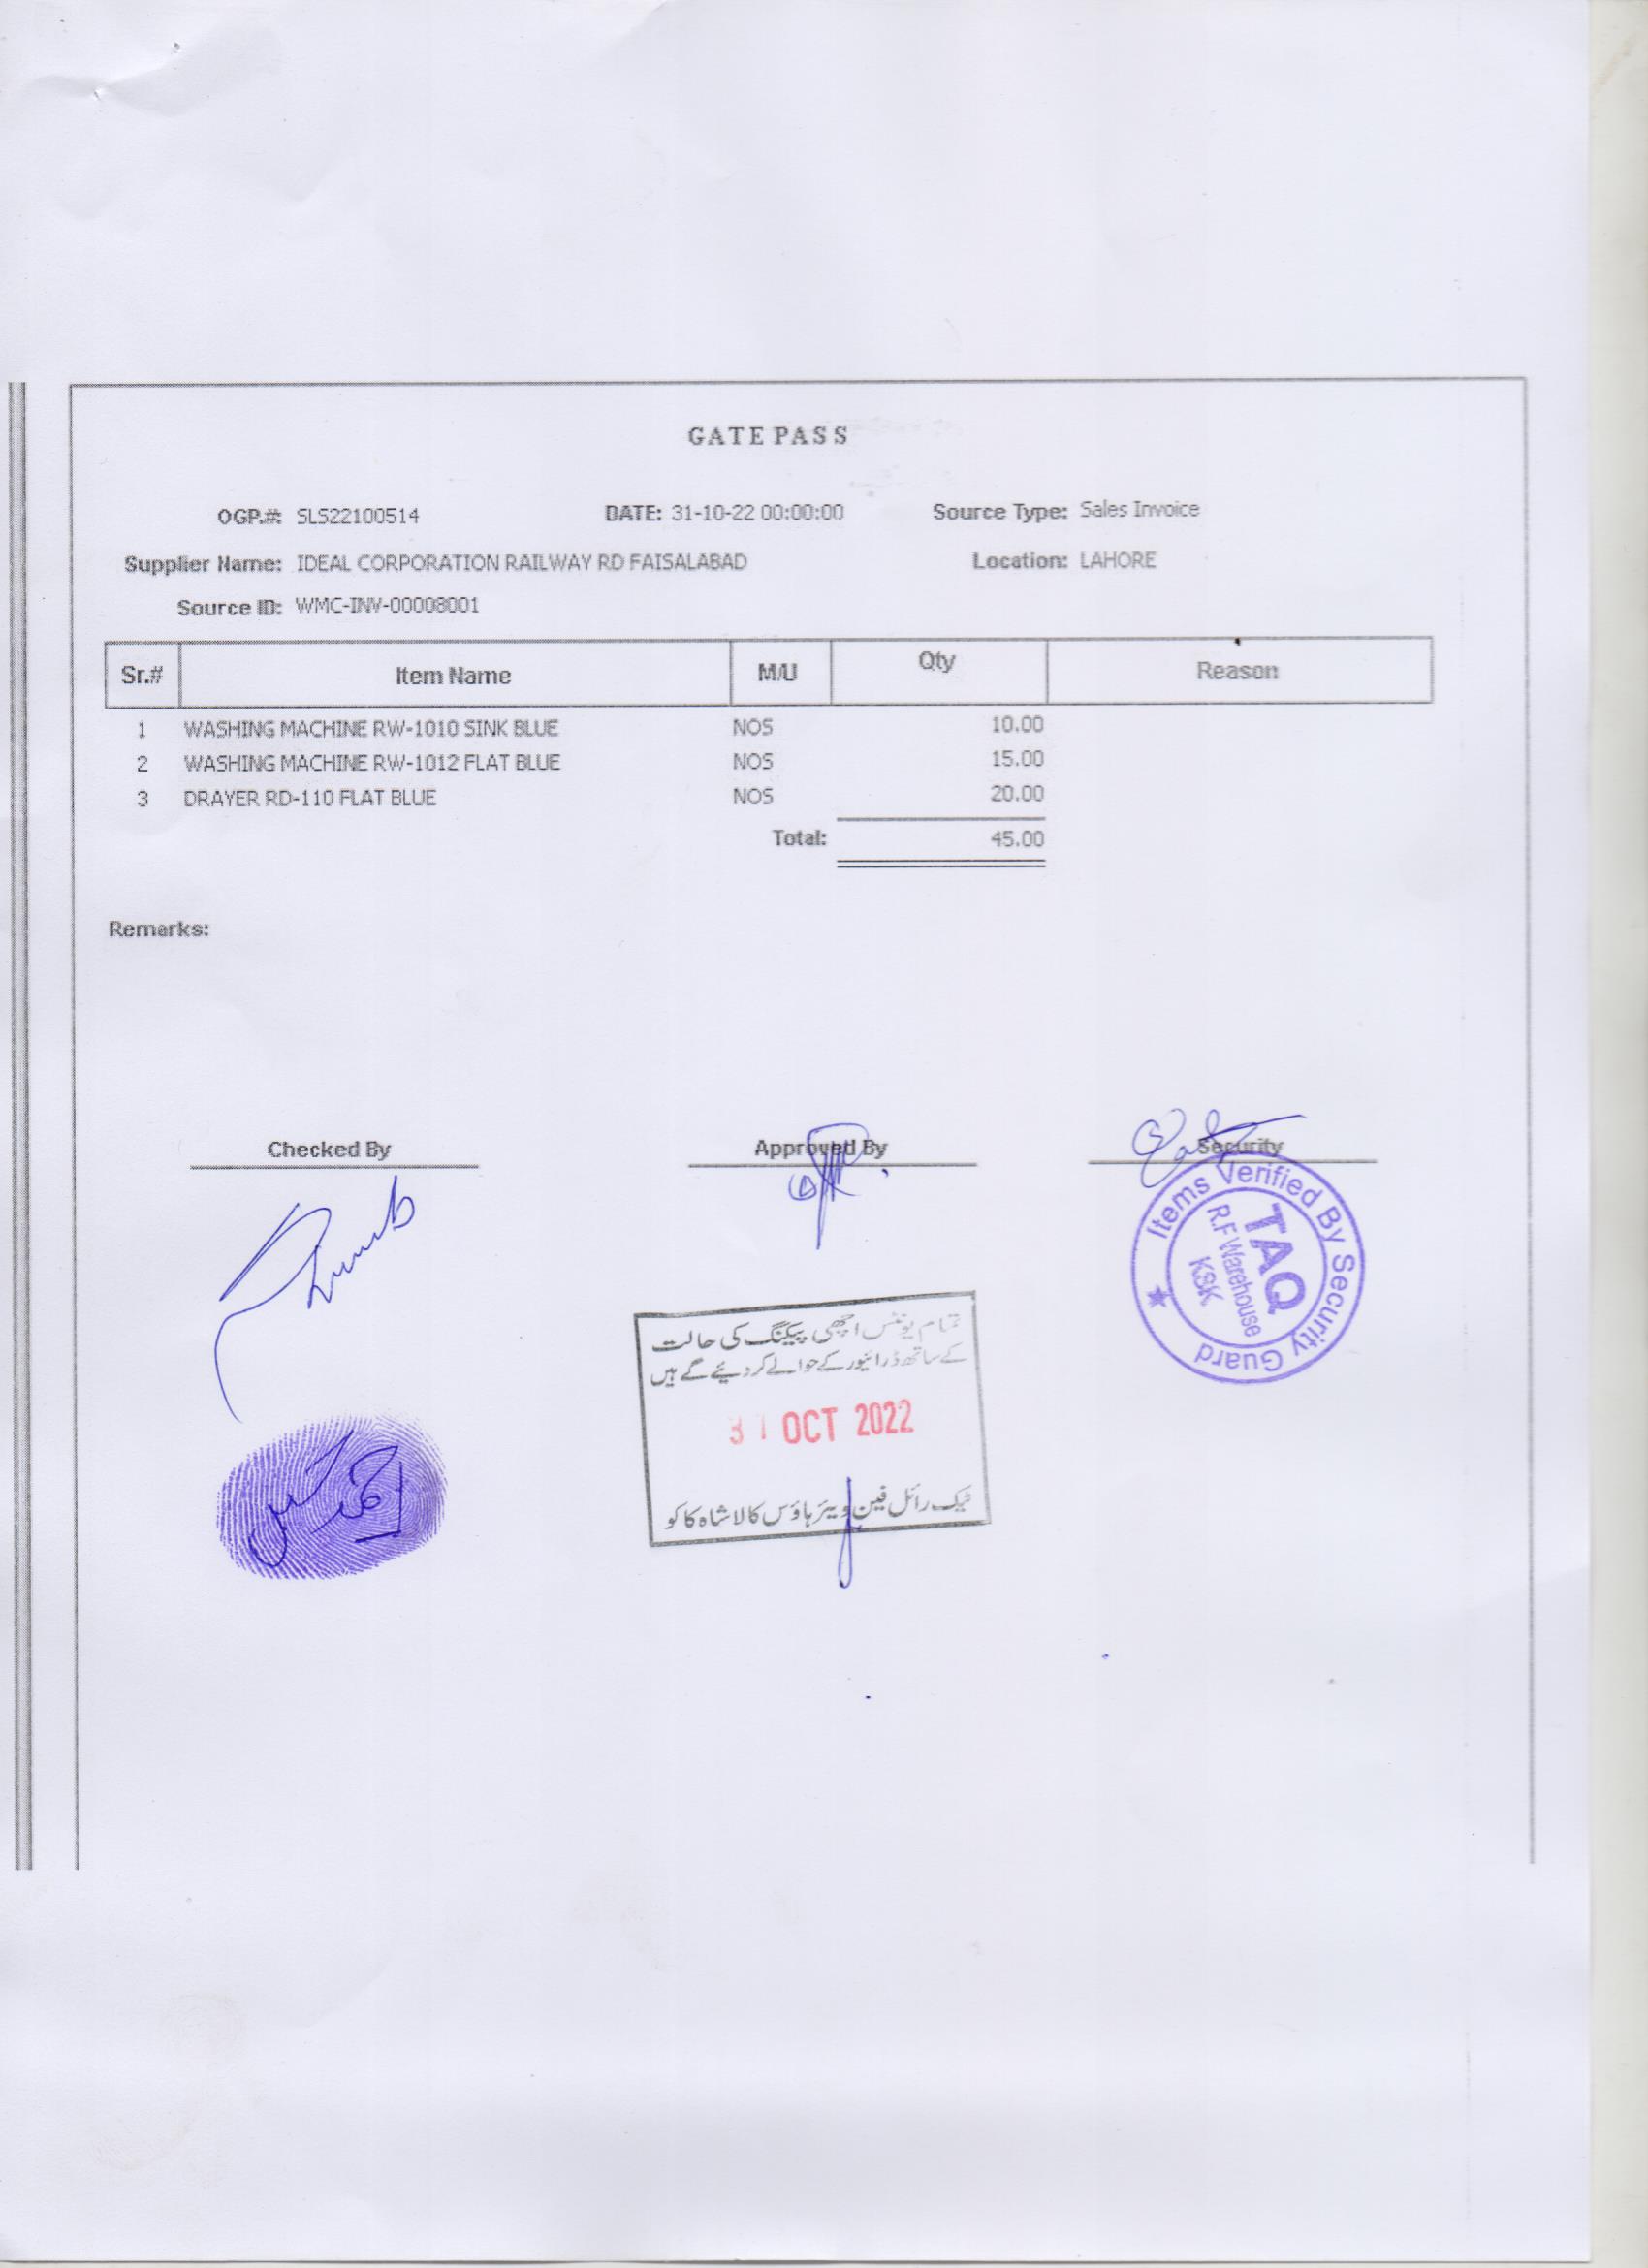 GATE PASS
OGP.#: SLS22100514 DATE: 31-10-22 00:00:00 Source Type: Sales Invoice
Supplier Name: IDEAL CORPORATION RAILWAY RD FAISALABAD Location: LAHORE
Source ID: WMC-INV-00008001
Sr.# Item Name M/U Qty Reason
1 WASHING MACHINE RW-1010 SINK BLUE NOS 10.00
2 WASHING MACHINE RW-1012 FLAT BLUE NOS 15.00
3 DRAYER RD-110 FLAT BLUE NOS 20.00
Total: 45.00
Remarks:
Checked By Approved By Security
Items Verified By Security Guard
TAQ
R.F Warehouse
KSK
تمام یونٹس اچھی پیکنگ کی حالت
کے ساتھ ڈرائیور کے حوالے کر دئیے گے ہیں
31 OCT 2022
ٹیک رائل فین ویئر ہاؤس کالا شاہ کاکو